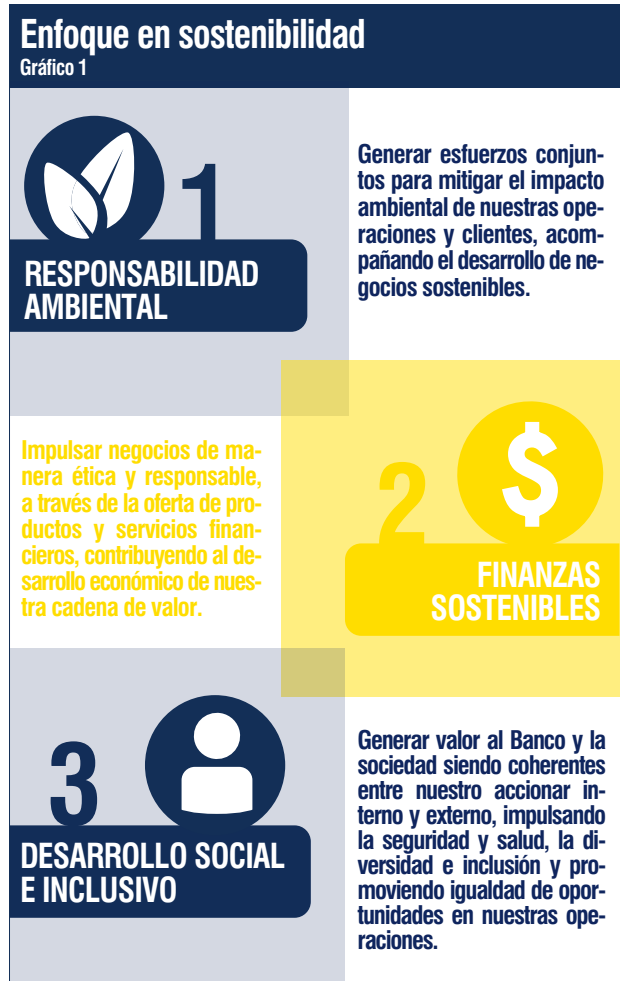 Enfoque en sostenibilidad
Gráfico 1
1
RESPONSABILIDAD
AMBIENTAL
Generar esfuerzos conjun-
tos para mitigar el impacto
ambiental de nuestras ope-
raciones y clientes, acom-
pañando el desarrollo de ne-
gocios sostenibles.
Impulsar negocios de ma-
nera ética y responsable,
a través de la oferta de pro-
ductos y servicios finan-
cieros, contribuyendo al de-
sarrollo económico de nues-
tra cadena de valor.
2
$
FINANZAS
SOSTENIBLES
3
DESARROLLO SOCIAL
E INCLUSIVO
Generar valor al Banco y la
sociedad siendo coherentes
entre nuestro accionar in-
terno y externo, impulsando
la seguridad y salud, la di-
versidad e inclusión y pro-
moviendo igualdad de opor-
tunidades en nuestras ope-
raciones.